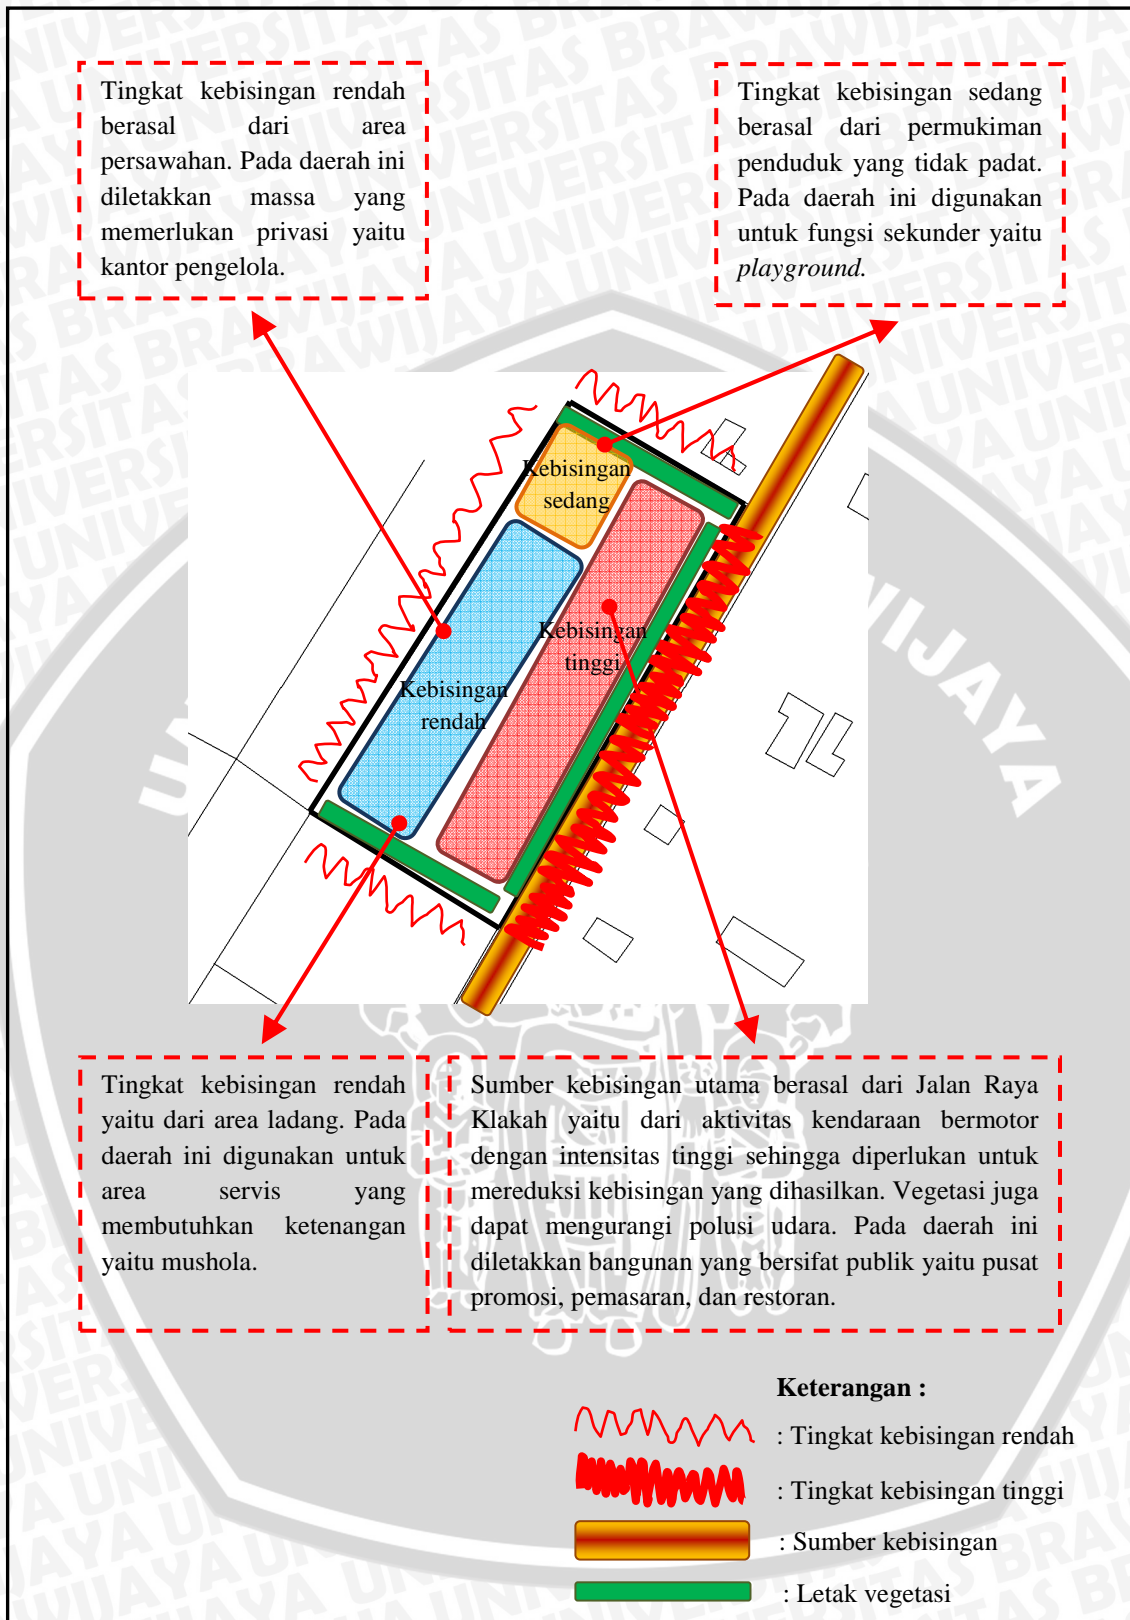 Tingkat kebisingan rendah
berasal dari area
persawahan. Pada daerah ini
diletakkan massa yang
memerlukan privasi yaitu
kantor pengelola.
Tingkat kebisingan sedang
berasal dari permukiman
penduduk yang tidak padat.
Pada daerah ini digunakan
untuk fungsi sekunder yaitu
playground.
Kebisingan
sedang
Kebisingan
tinggi
Kebisingan
rendah
Tingkat kebisingan rendah
yaitu dari area ladang. Pada
daerah ini digunakan untuk
area servis yang
membutuhkan ketenangan
yaitu mushola.
Sumber kebisingan utama berasal dari Jalan Raya
Klakah yaitu dari aktivitas kendaraan bermotor
dengan intensitas tinggi sehingga diperlukan untuk
mereduksi kebisingan yang dihasilkan. Vegetasi juga
dapat mengurangi polusi udara. Pada daerah ini
diletakkan bangunan yang bersifat publik yaitu pusat
promosi, pemasaran, dan restoran.
Keterangan :
: Tingkat kebisingan rendah
: Tingkat kebisingan tinggi
: Sumber kebisingan
: Letak vegetasi